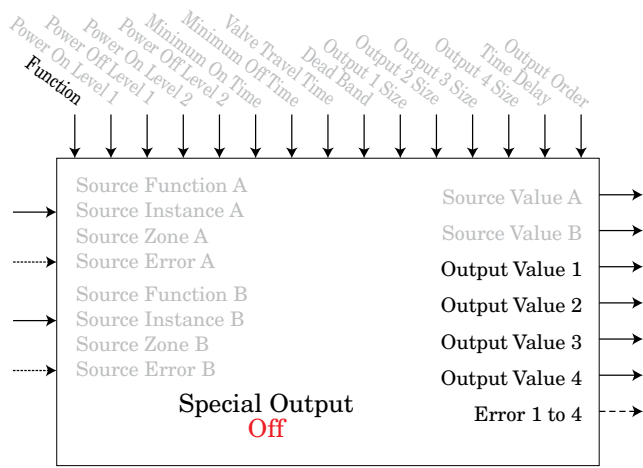 Function
Power On Level 1
Power Off Level 1
Power On Level 2
Power Off Level 2
Minimum On Time
Minimum Off Time
Valve Travel Time
Dead Band
Output 1 Size
Output 2 Size
Output 3 Size
Output 4 Size
Time Delay
Output Order
Source Function A
Source Instance A
Source Zone A
Source Error A
Source Function B
Source Instance B
Source Zone B
Source Error B
Source Value A
Source Value B
Output Value 1
Output Value 2
Output Value 3
Output Value 4
Error 1 to 4
Special Output
Off